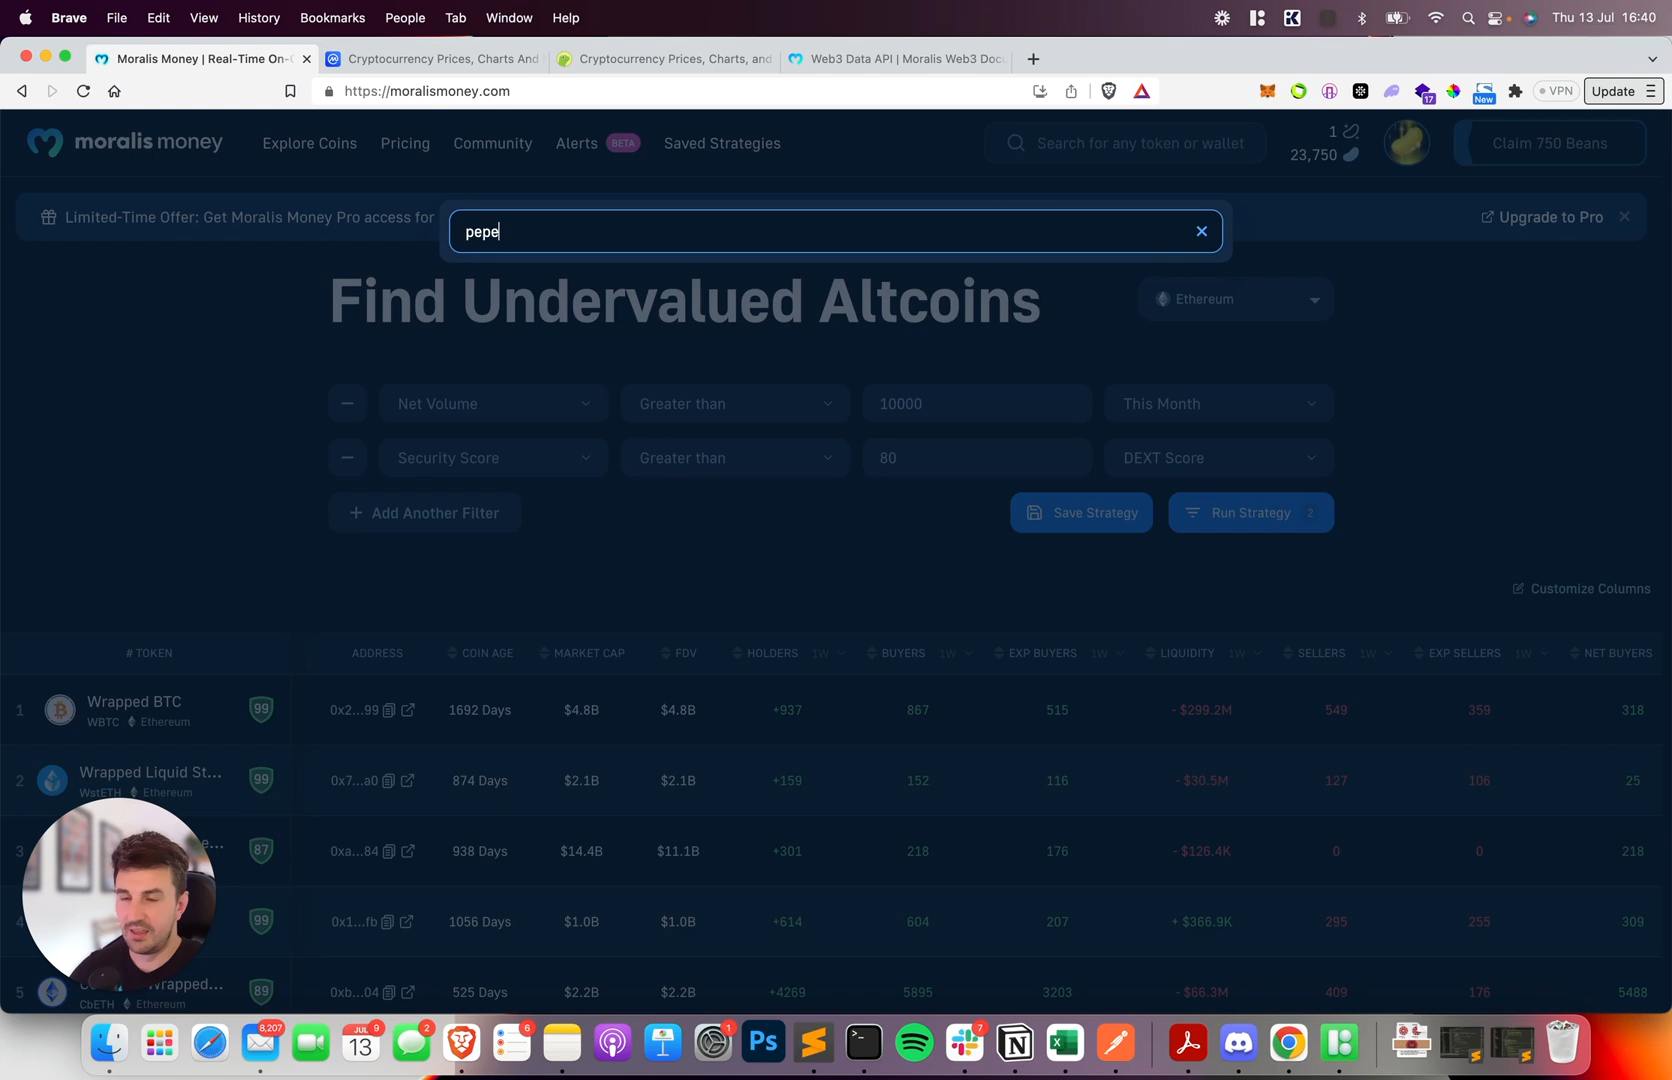 Brave File Edit View History Bookmarks People Tab Window Help Thu 13 Jul 16:40
Moralis Money | Real-Time On-C Cryptocurrency Prices, Charts And Cryptocurrency Prices, Charts, and Web3 Data API | Moralis Web3 Docu
https://moralismoney.com 17 New VPN Update
moralis money Explore Coins Pricing Community Alerts BETA Saved Strategies Search for any token or wallet 1 23,750 Claim 750 Beans
Limited-Time Offer: Get Moralis Money Pro access for Upgrade to Pro
pepe
Find Undervalued Altcoins Ethereum
Net Volume Greater than 10000 This Month
Security Score Greater than 80 DEXT Score
+ Add Another Filter Save Strategy Run Strategy 2
Customize Columns
# TOKEN ADDRESS COIN AGE MARKET CAP FDV HOLDERS 1W BUYERS 1W EXP BUYERS 1W LIQUIDITY 1W SELLERS 1W EXP SELLERS 1W NET BUYERS
1 Wrapped BTC WBTC Ethereum 99 0x2...99 1692 Days $4.8B $4.8B +937 867 515 - $299.2M 549 359 318
2 Wrapped Liquid St... WstETH Ethereum 99 0x7...a0 874 Days $2.1B $2.1B +159 152 116 - $30.5M 127 106 25
3 e... 87 0xa...84 938 Days $14.4B $11.1B +301 218 176 - $126.4K 0 0 218
4 99 0x1...fb 1056 Days $1.0B $1.0B +614 604 207 + $366.9K 295 255 309
5 Wrapped... CbETH Ethereum 89 0xb...04 525 Days $2.2B $2.2B +4269 5895 3203 - $66.3M 409 176 5488
8,207 JUL 13 9 2 6 1 Ps 7